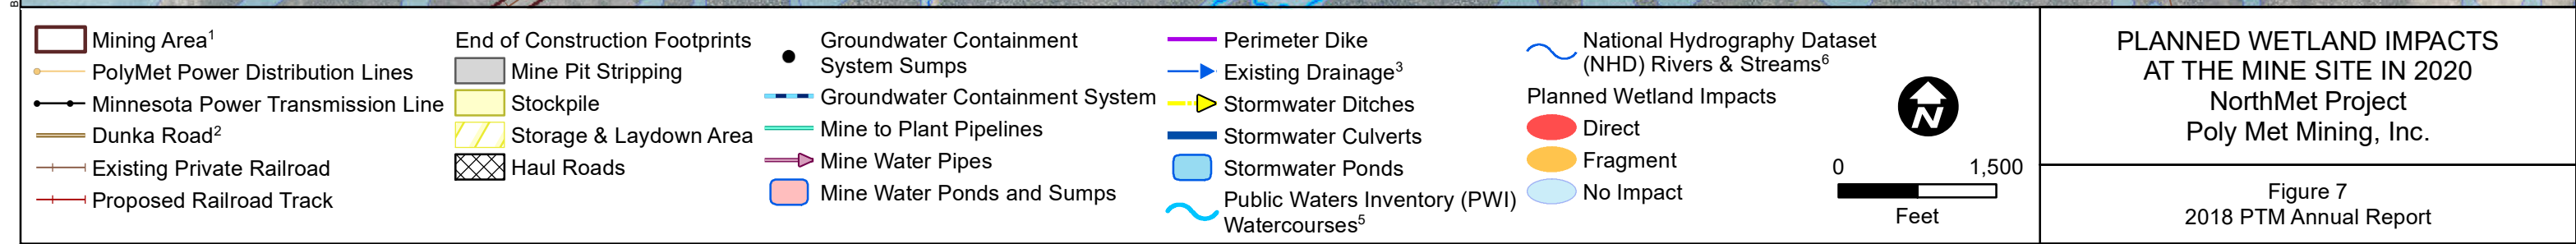 Mining Area¹
PolyMet Power Distribution Lines
Minnesota Power Transmission Line
Dunka Road²
Existing Private Railroad
Proposed Railroad Track
End of Construction Footprints
Mine Pit Stripping
Stockpile
Storage & Laydown Area
Haul Roads
Groundwater Containment
System Sumps
Groundwater Containment System
Mine to Plant Pipelines
Mine Water Pipes
Mine Water Ponds and Sumps
Perimeter Dike
Existing Drainage³
Stormwater Ditches
Stormwater Culverts
Stormwater Ponds
Public Waters Inventory (PWI)
Watercourses⁵
National Hydrography Dataset
(NHD) Rivers & Streams⁶
Planned Wetland Impacts
Direct
Fragment
No Impact
N
0 1,500
Feet
PLANNED WETLAND IMPACTS
AT THE MINE SITE IN 2020
NorthMet Project
Poly Met Mining, Inc.
Figure 7
2018 PTM Annual Report